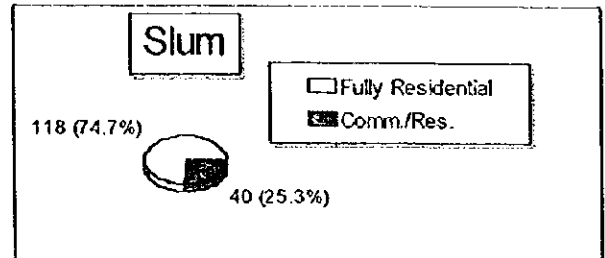 Slum
Fully Residential
Comm./Res.
118 (74.7%)
40 (25.3%)